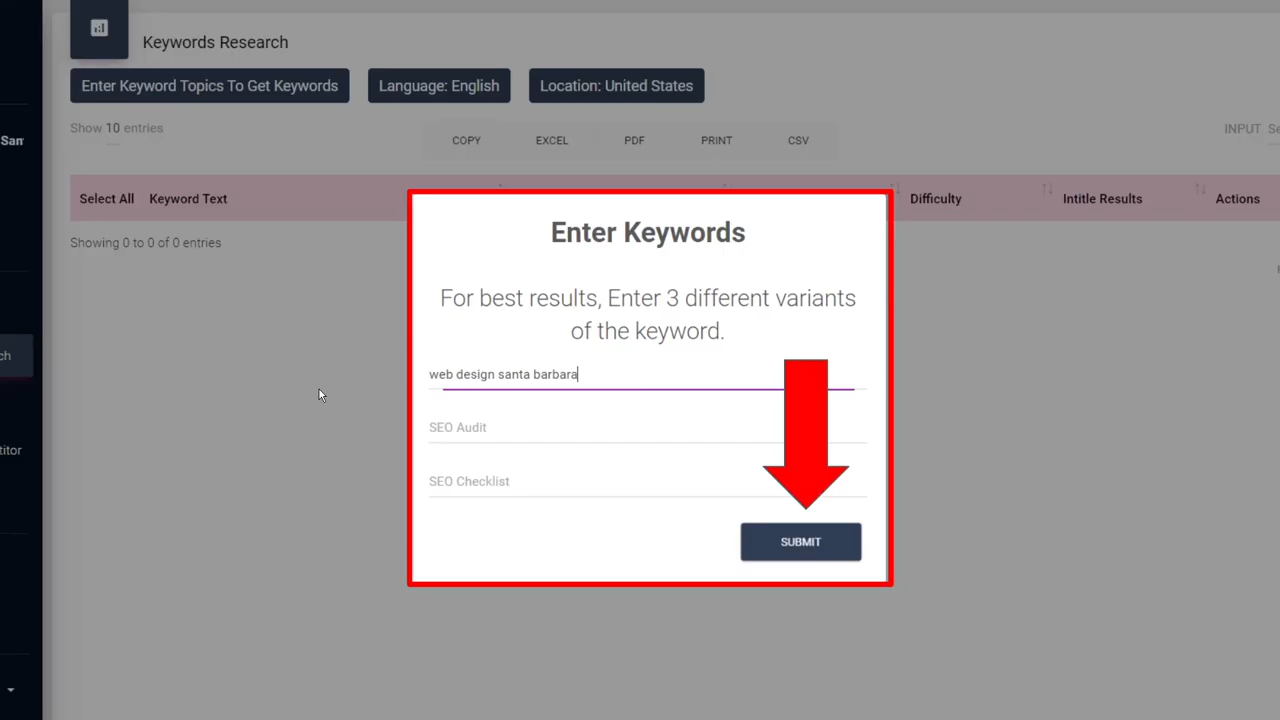 Keywords Research
Enter Keyword Topics To Get Keywords
Language: English
Location: United States
San
Show 10 entries
COPY
EXCEL
PDF
PRINT
CSV
INPUT
Select All
Keyword Text
Difficulty
Intitle Results
Actions
Showing 0 to 0 of 0 entries
Enter Keywords
For best results, Enter 3 different variants
of the keyword.
ch
web design santa barbara
SEO Audit
titor
SEO Checklist
SUBMIT